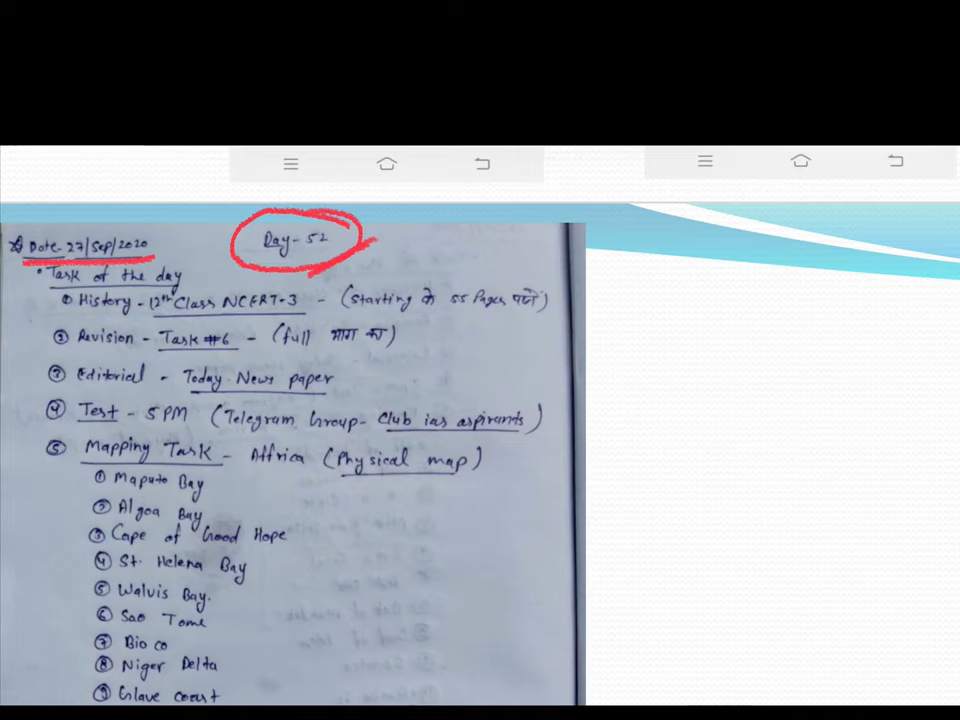 Date- 27/Sep/2020
Day- 52
• Task of the day
① History - 12th Class NCERT-3 - (Starting के 55 Pages पढ़ें)
② Revision - Task #6 - (full भाग का)
③ Editorial - Today News paper
④ Test - 5 PM (Telegram Group- Club ias aspirants)
⑤ Mapping Task - Affrica (Physical map)
① Maputo Bay
② Algoa Bay
③ Cape of Good Hope
④ St. Helena Bay
⑤ Walvis Bay.
⑥ Sao Tome
⑦ Bioco
⑧ Niger Delta
⑨ Slave coast